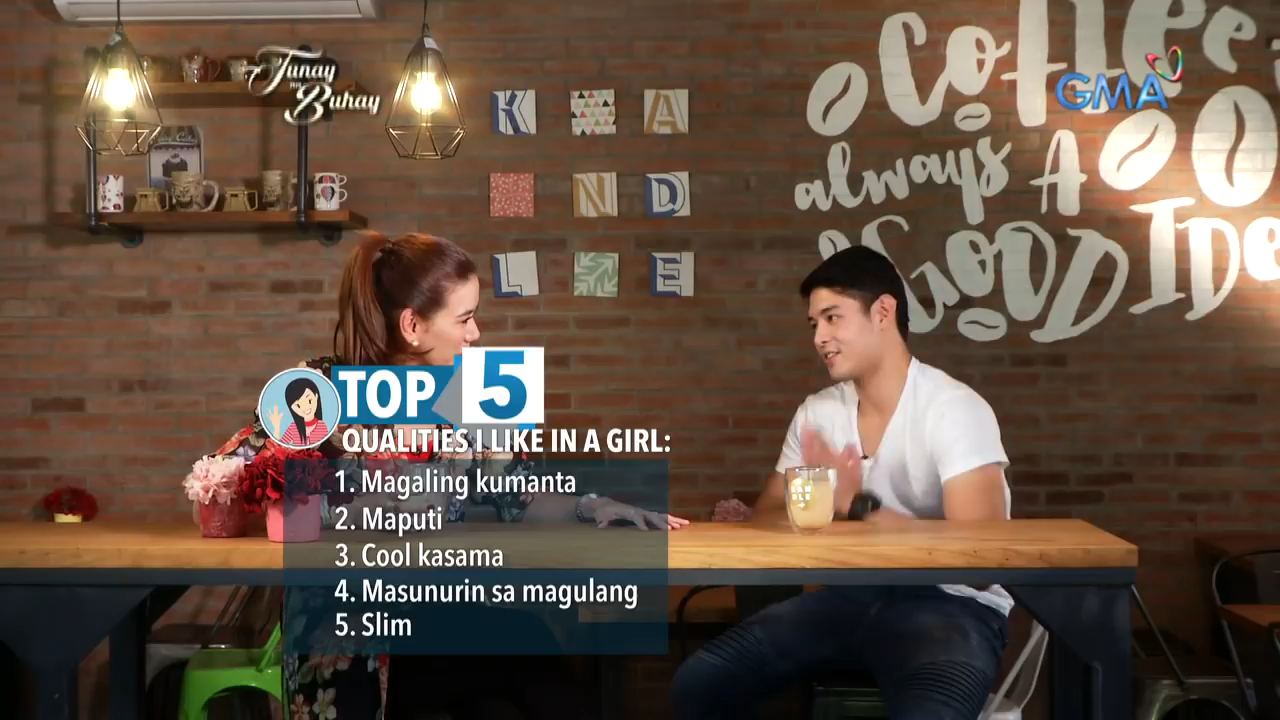 Tunay
na
Buhay
GMA
K A
N D
L E
Coffee
always A
GOOD IDE
TOP 5
QUALITIES I LIKE IN A GIRL:
1. Magaling kumanta
2. Maputi
3. Cool kasama
4. Masunurin sa magulang
5. Slim